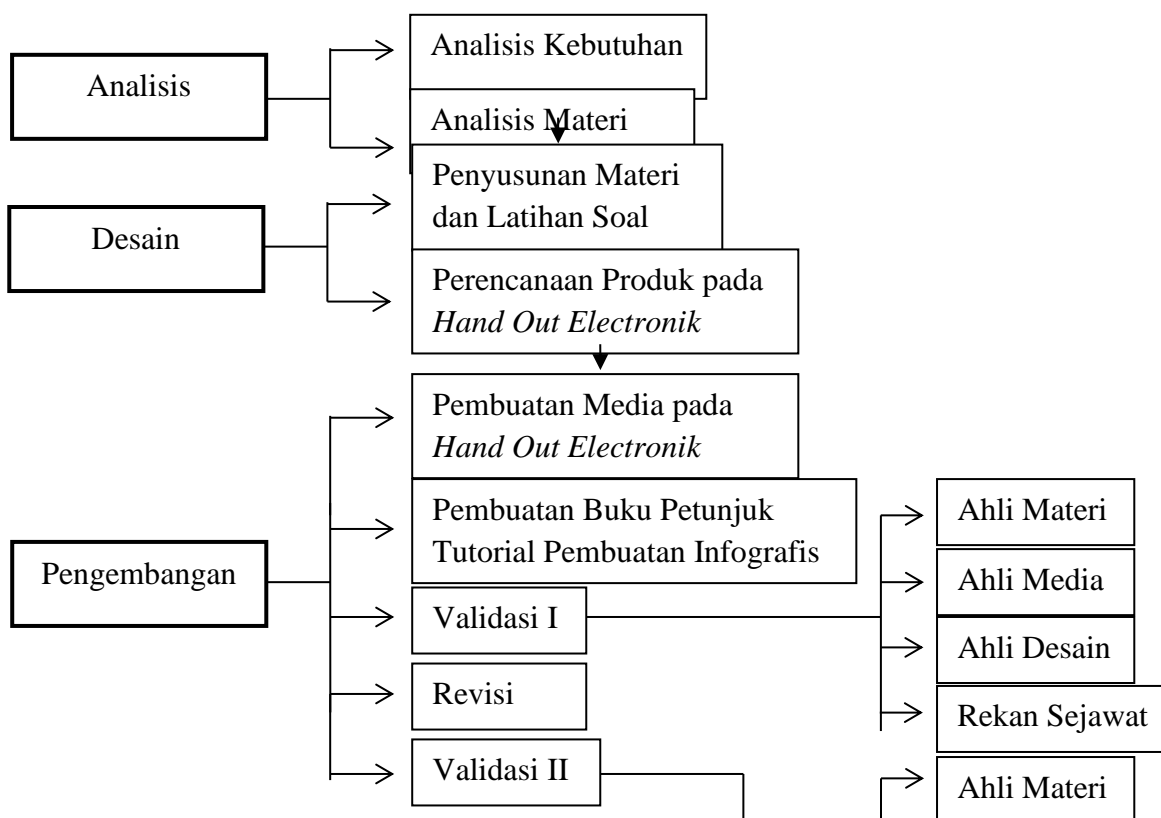 Analisis
Analisis Kebutuhan
Analisis Materi
Desain
Penyusunan Materi
dan Latihan Soal
Perencanaan Produk pada
Hand Out Electronik
Pengembangan
Pembuatan Media pada
Hand Out Electronik
Pembuatan Buku Petunjuk
Tutorial Pembuatan Infografis
Validasi I
Ahli Materi
Ahli Media
Ahli Desain
Rekan Sejawat
Revisi
Validasi II
Ahli Materi